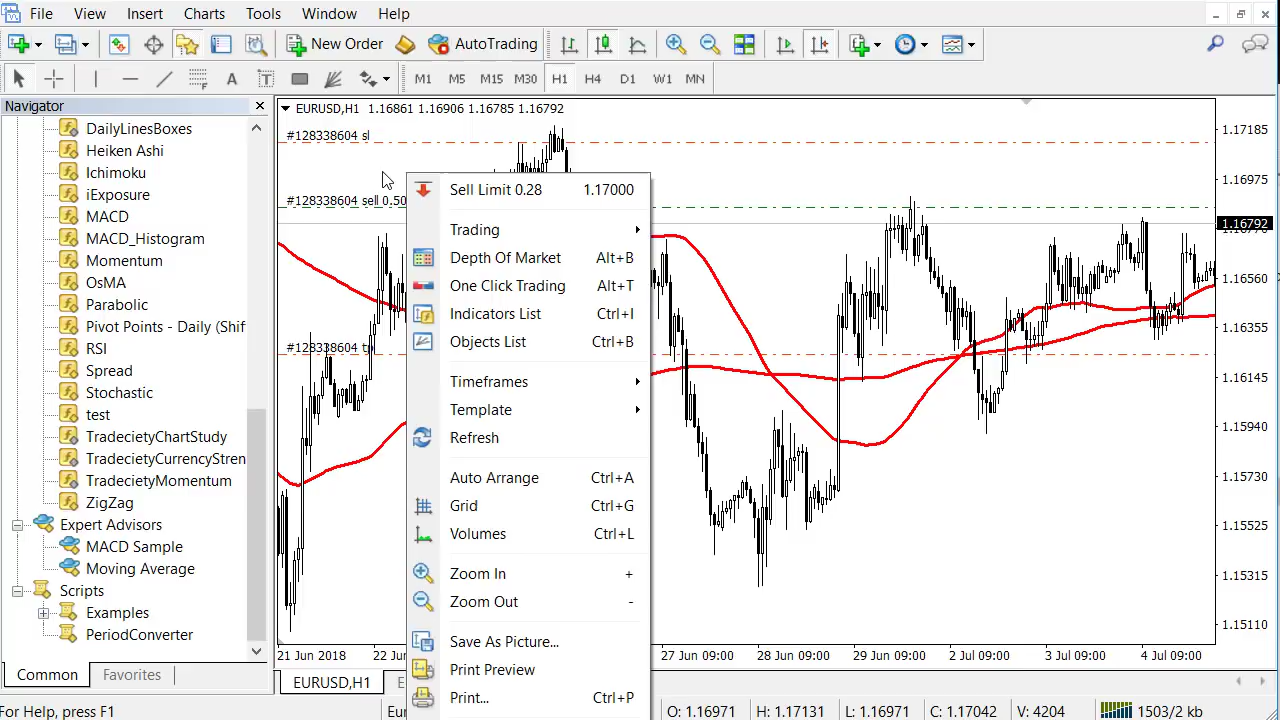 File View Insert Charts Tools Window Help
New Order AutoTrading
A T M1 M5 M15 M30 H1 H4 D1 W1 MN
Navigator
DailyLinesBoxes
Heiken Ashi
Ichimoku
iExposure
MACD
MACD_Histogram
Momentum
OsMA
Parabolic
Pivot Points - Daily (Shif
RSI
Spread
Stochastic
test
TradecietyChartStudy
TradecietyCurrencyStren
TradecietyMomentum
ZigZag
Expert Advisors
MACD Sample
Moving Average
Scripts
Examples
PeriodConverter
Common Favorites
EURUSD,H1 1.16861 1.16906 1.16785 1.16792
#128338604 sl
#128338604 sell 0.50
#128338604 tp
Sell Limit 0.28 1.17000
Trading
Depth Of Market Alt+B
One Click Trading Alt+T
Indicators List Ctrl+I
Objects List Ctrl+B
Timeframes
Template
Refresh
Auto Arrange Ctrl+A
Grid Ctrl+G
Volumes Ctrl+L
Zoom In +
Zoom Out -
Save As Picture...
Print Preview
Print... Ctrl+P
1.17185
1.16975
1.16792
1.16560
1.16355
1.16145
1.15940
1.15730
1.15525
1.15315
1.15110
21 Jun 2018 22 Jun 27 Jun 09:00 28 Jun 09:00 29 Jun 09:00 2 Jul 09:00 3 Jul 09:00 4 Jul 09:00
EURUSD,H1 E
For Help, press F1 Eur O: 1.16971 H: 1.17131 L: 1.16971 C: 1.17042 V: 4204 1503/2 kb